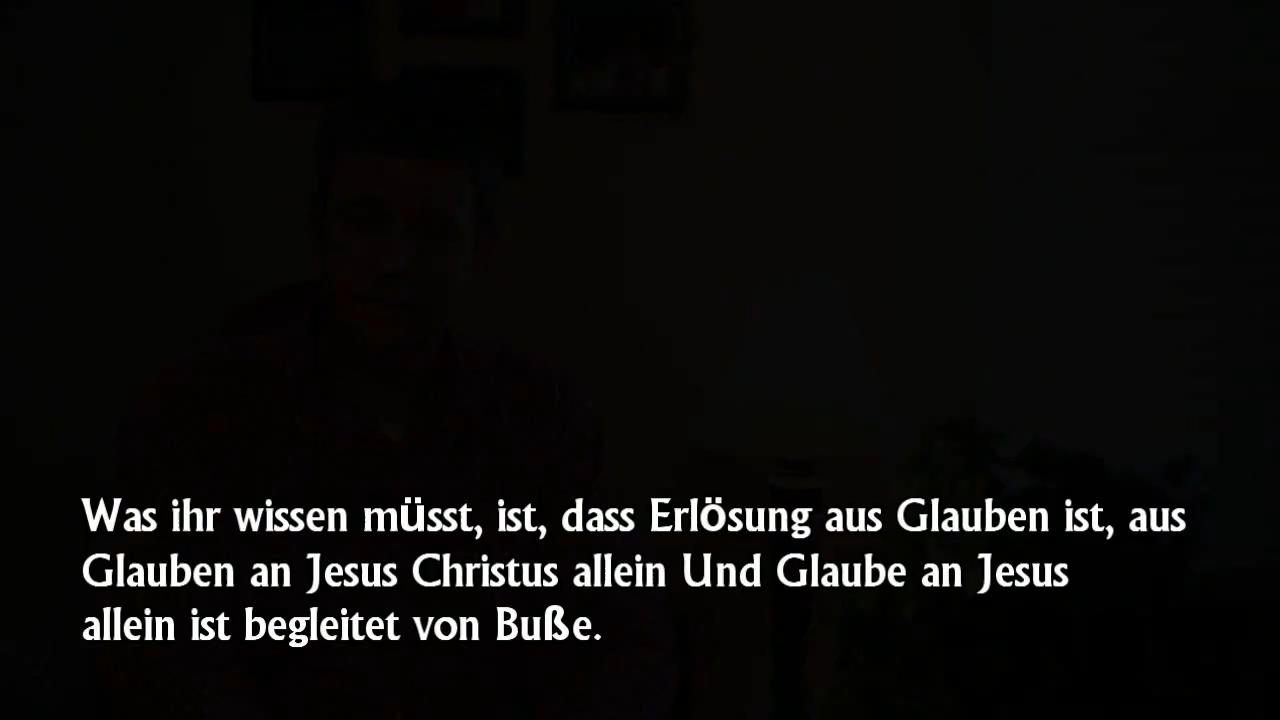 Was ihr wissen müsst, ist, dass Erlösung aus Glauben ist, aus
Glauben an Jesus Christus allein Und Glaube an Jesus
allein ist begleitet von Buße.